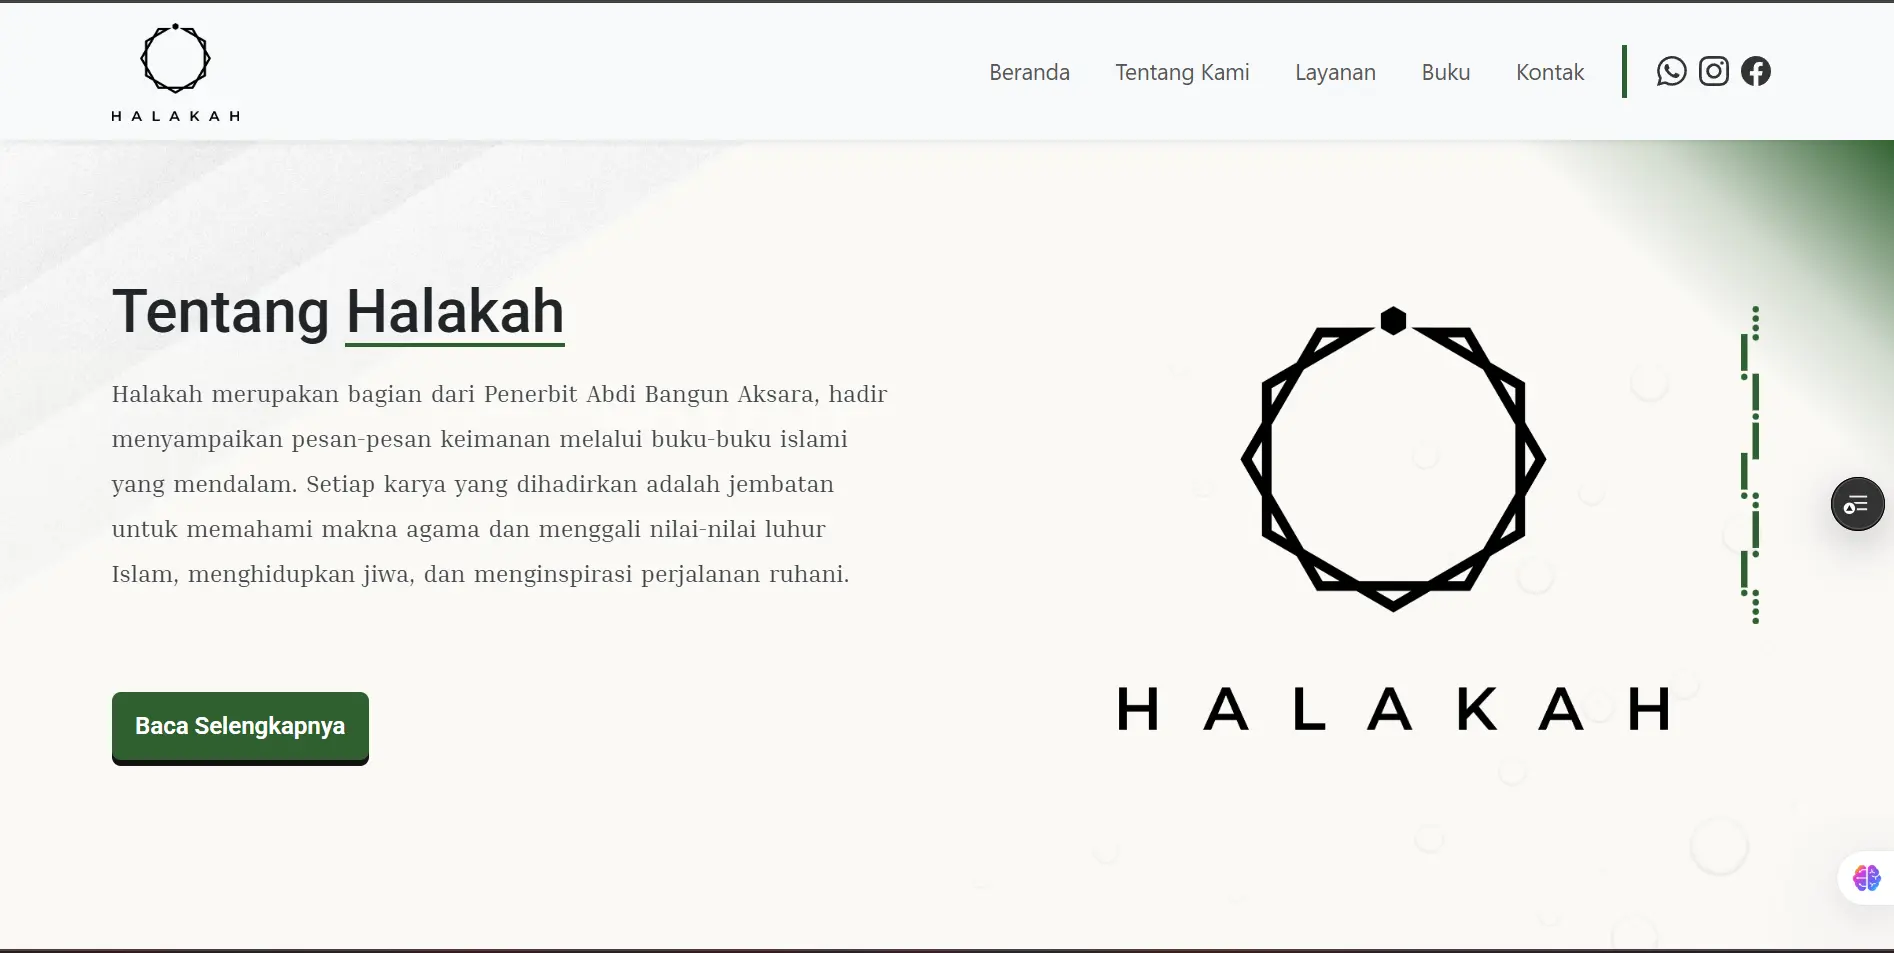 HALAKAH
Beranda
Tentang Kami
Layanan
Buku
Kontak
Tentang Halakah
Halakah merupakan bagian dari Penerbit Abdi Bangun Aksara, hadir
menyampaikan pesan-pesan keimanan melalui buku-buku islami
yang mendalam. Setiap karya yang dihadirkan adalah jembatan
untuk memahami makna agama dan menggali nilai-nilai luhur
Islam, menghidupkan jiwa, dan menginspirasi perjalanan ruhani.
Baca Selengkapnya
HALAKAH